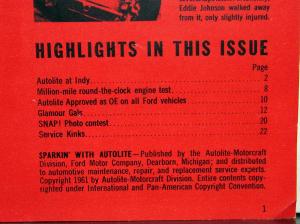 Eddie Johnson walked away
from it, only slightly injured.
HIGHLIGHTS IN THIS ISSUE
Page
Autolite at Indy 2
Million-mile round-the-clock engine test 8
Autolite Approved as OE on all Ford vehicles 10
Glamour Gals 12
SNAP! Photo contest 20
Service Kinks 22
SPARKIN' WITH AUTOLITE—Published by the Autolite-Motorcraft
Division, Ford Motor Company, Dearborn, Michigan; and distributed
to automotive maintenance, repair, and replacement service experts.
Copyright 1961 by Autolite-Motorcraft Division. Entire contents copy-
righted under International and Pan-American Copyright Convention.
1